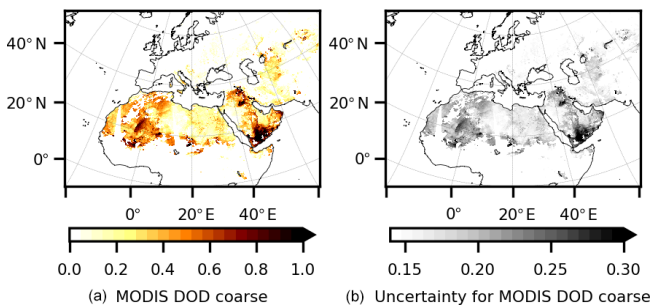 40°N
20°N
0°
0° 20°E 40°E
0.0 0.2 0.4 0.6 0.8 1.0
(a) MODIS DOD coarse
40°N
20°N
0°
0° 20°E 40°E
0.15 0.20 0.25 0.30
(b) Uncertainty for MODIS DOD coarse